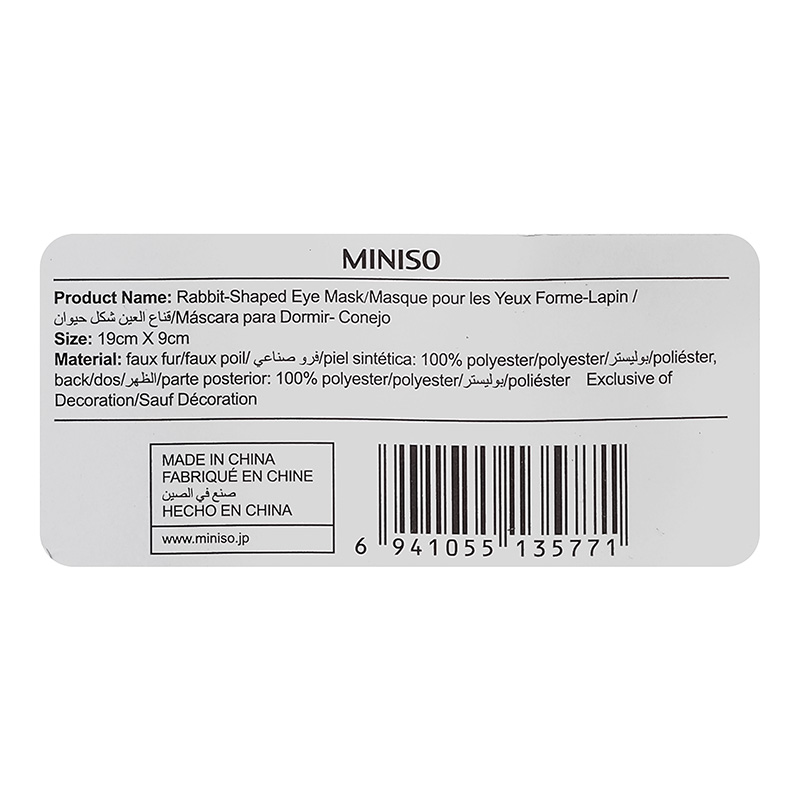 MINISO
Product Name: Rabbit-Shaped Eye Mask/Masque pour les Yeux Forme-Lapin /
قناع العين شكل حيوان/Máscara para Dormir- Conejo
Size: 19cm X 9cm
Material: faux fur/faux poil/ فرو صناعي/piel sintética: 100% polyester/polyester/بوليستر/poliéster,
back/dos/الظهر/parte posterior: 100% polyester/polyester/بوليستر/poliéster Exclusive of
Decoration/Sauf Décoration
MADE IN CHINA
FABRIQUÉ EN CHINE
صنع في الصين
HECHO EN CHINA
www.miniso.jp
6 941055 135771